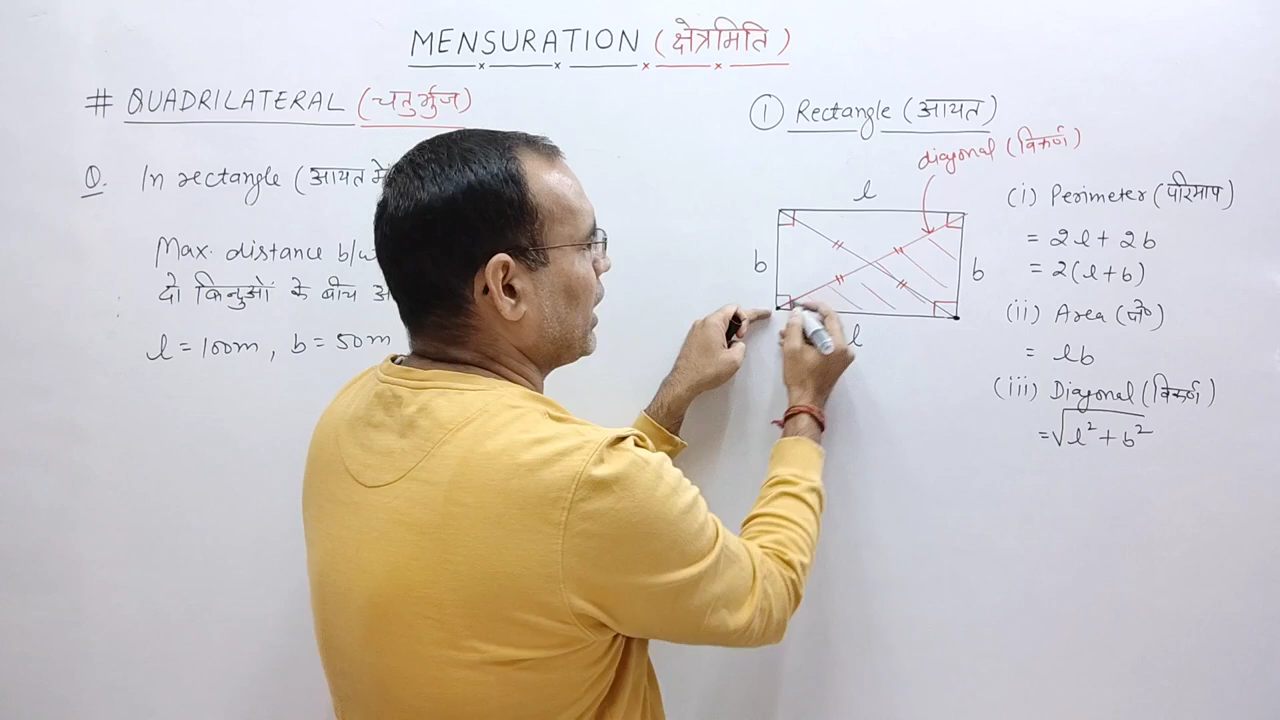 MENSURATION (क्षेत्रमिति)
# QUADRILATERAL (चतुर्भुज)
Q. In rectangle (आयत में
Max. distance b/w
दो बिन्दुओं के बीच अ
l = 100m, b = 50m
① Rectangle (आयत)
diagonal (विकर्ण)
l
b
b
l
(i) Perimeter (परिमाप)
= 2l + 2b
= 2(l + b)
(ii) Area (क्षे०)
= lb
(iii) Diagonal (विकर्ण)
= √l² + b²